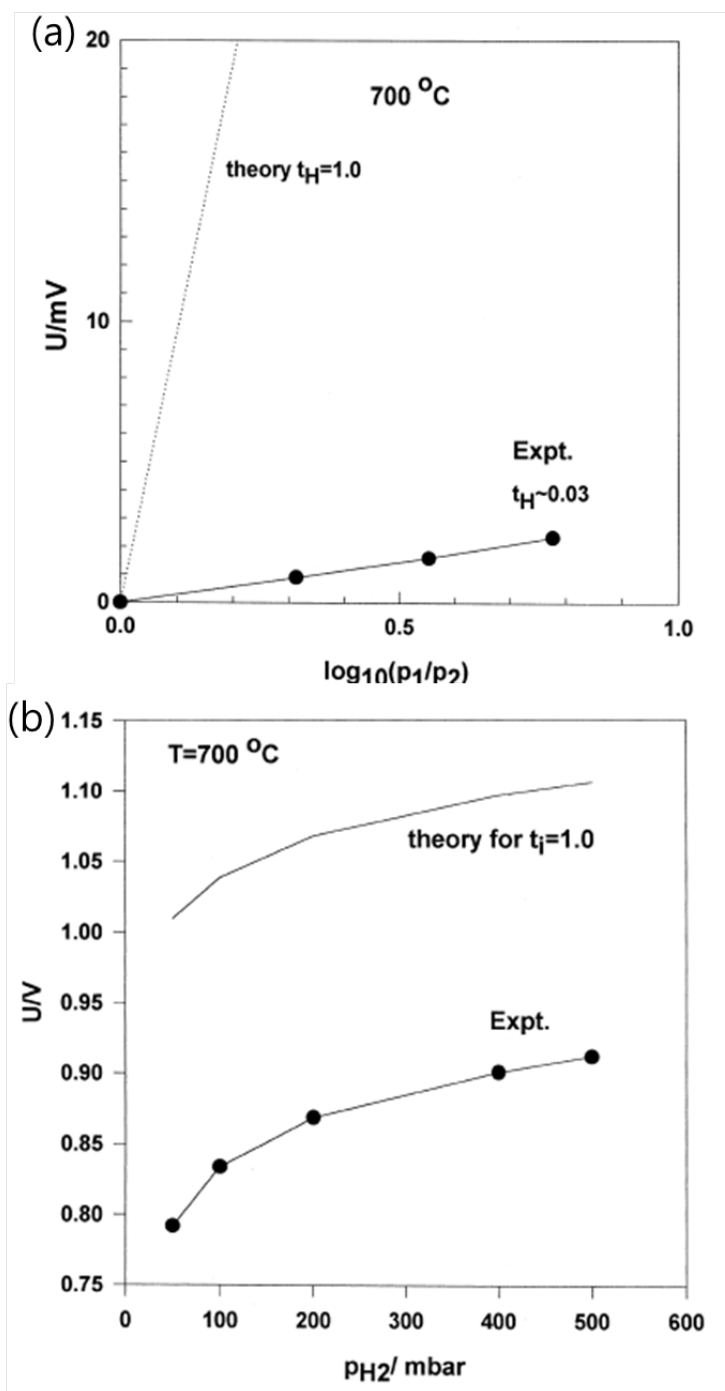 (a)
20
700 °C
theory tH=1.0
U/mV
10
Expt.
tH~0.03
0
0.0
0.5
1.0
log10(p1/p2)
(b)
1.15
T=700 °C
1.10
theory for ti=1.0
1.05
1.00
U/V
0.95
Expt.
0.90
0.85
0.80
0.75
0
100
200
300
400
500
600
pH2/ mbar